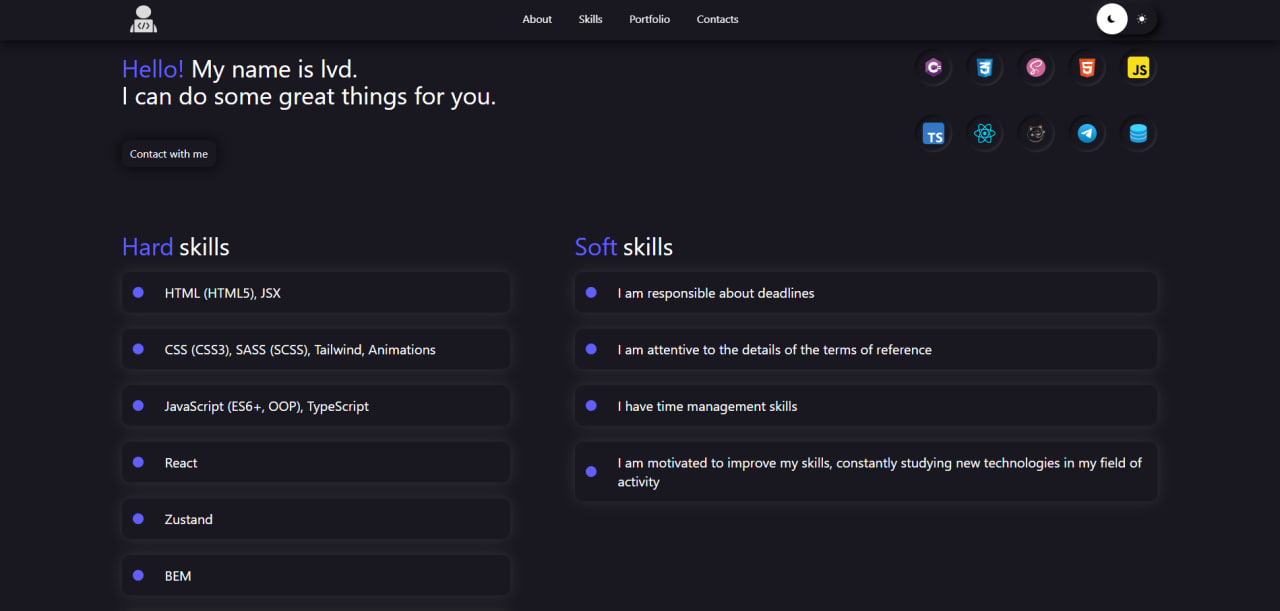 About Skills Portfolio Contacts
Hello! My name is lvd.
I can do some great things for you.
JS
TS
Contact with me
Hard skills
HTML (HTML5), JSX
CSS (CSS3), SASS (SCSS), Tailwind, Animations
JavaScript (ES6+, OOP), TypeScript
React
Zustand
BEM
Soft skills
I am responsible about deadlines
I am attentive to the details of the terms of reference
I have time management skills
I am motivated to improve my skills, constantly studying new technologies in my field of
activity